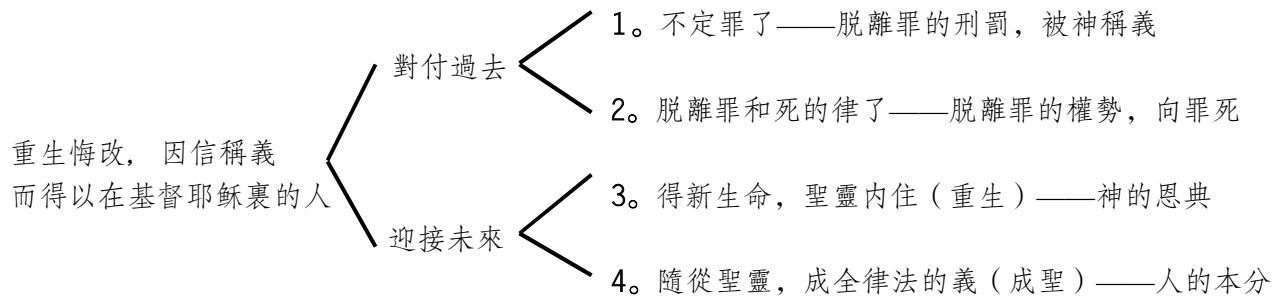 重生悔改, 因信稱義
而得以在基督耶穌裏的人
對付過去
1。不定罪了——脱離罪的刑罰, 被神稱義
2。脱離罪和死的律了——脱離罪的權勢, 向罪死
迎接未來
3。得新生命, 聖靈内住(重生)——神的恩典
4。隨從聖靈, 成全律法的義(成聖)——人的本分